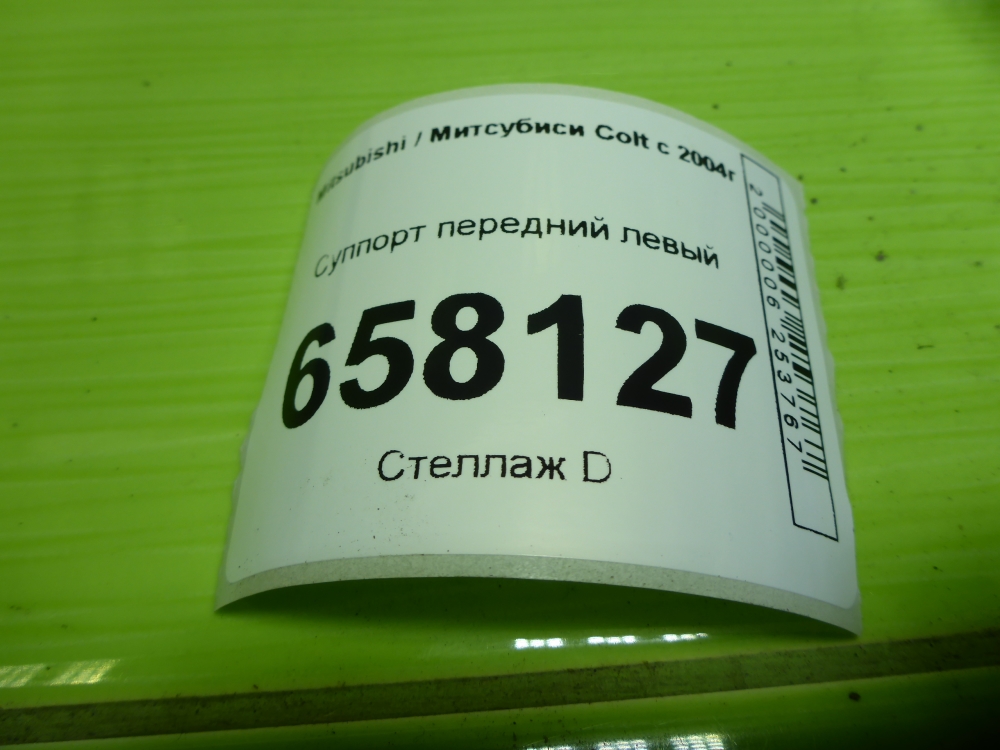 Mitsubishi / Митсубиси Colt с 2004г
Суппорт передний левый
658127
Стеллаж D
2000006253767